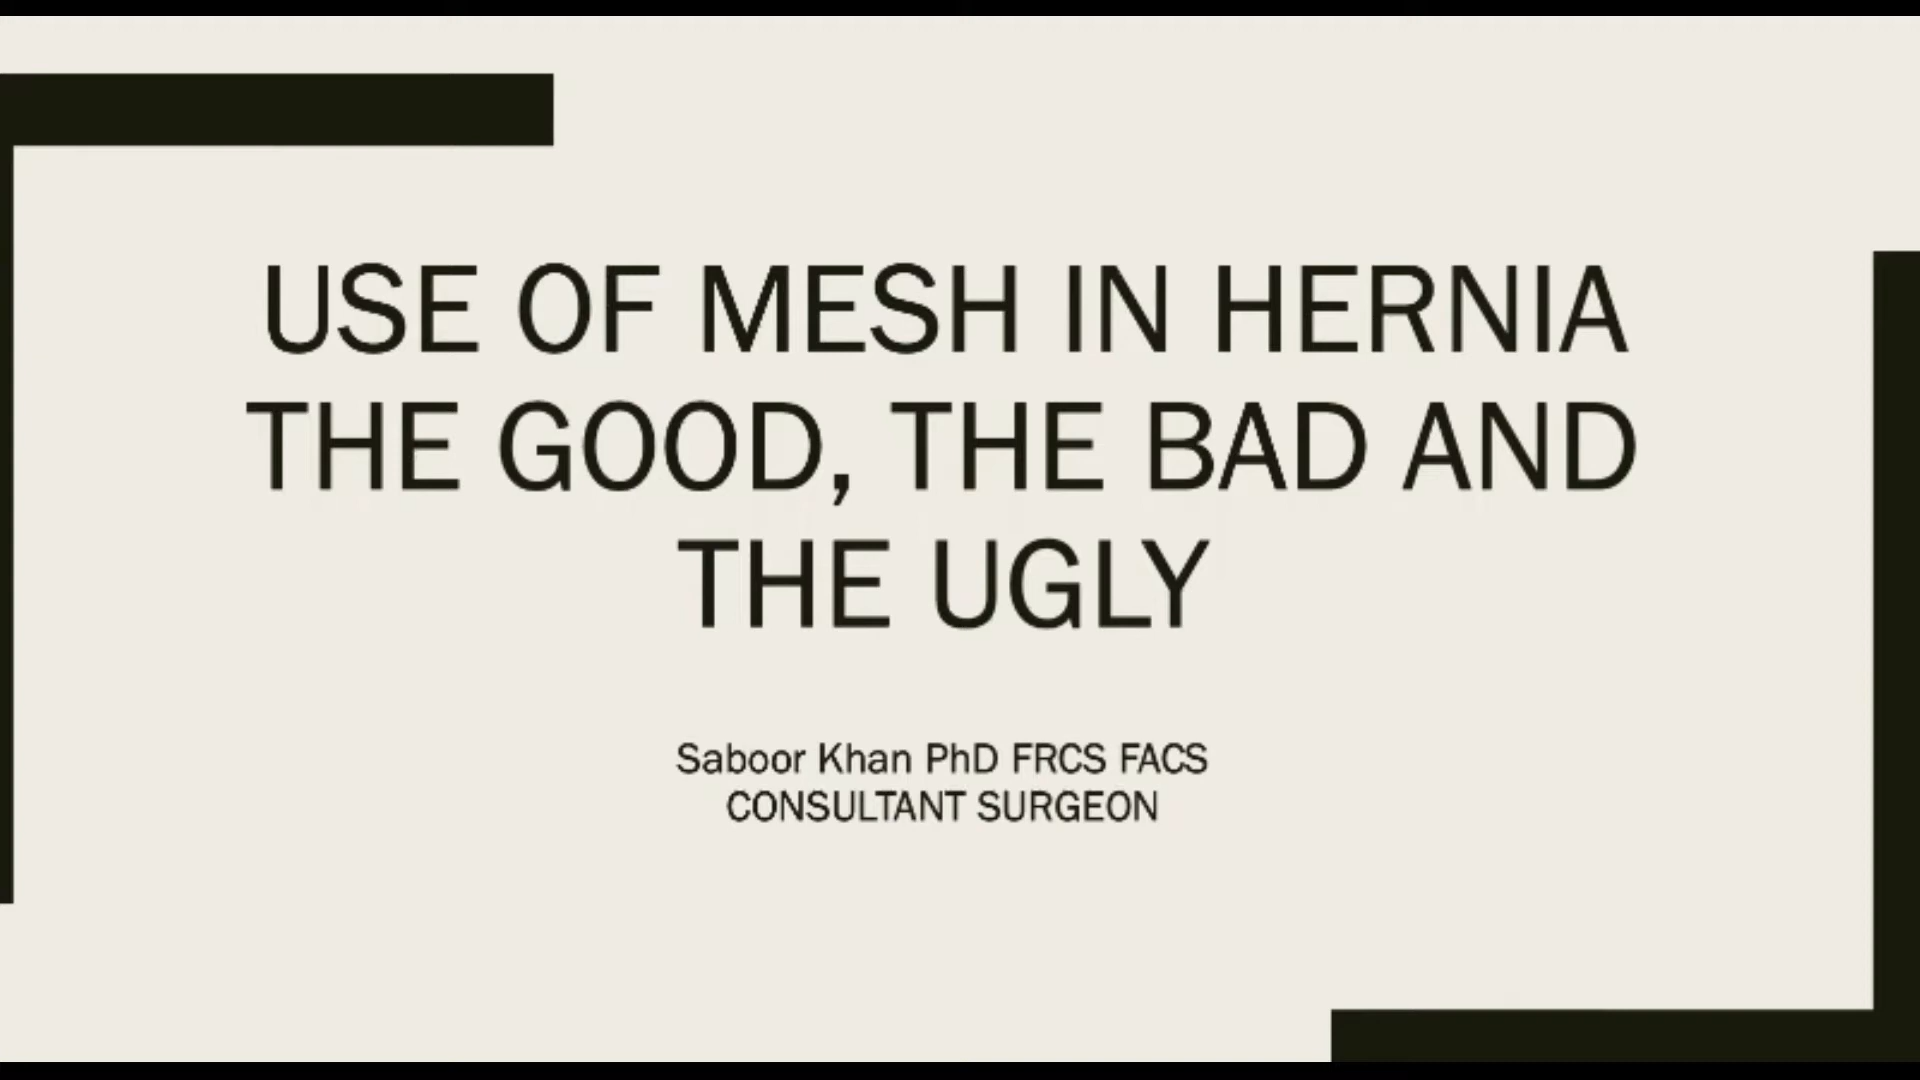 USE OF MESH IN HERNIA
THE GOOD, THE BAD AND
THE UGLY
Saboor Khan PhD FRCS FACS
CONSULTANT SURGEON